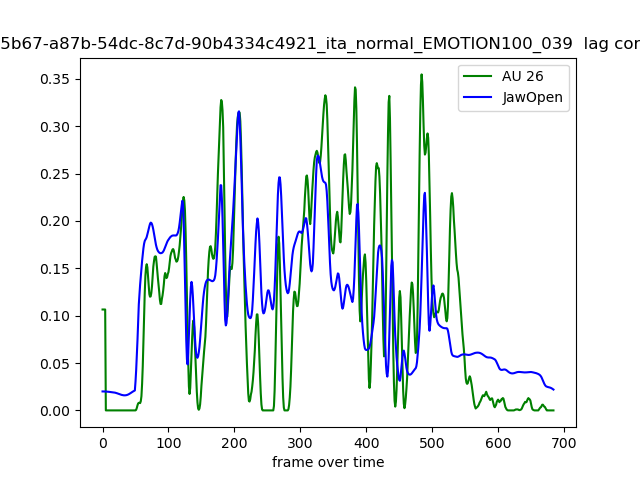 5b67-a87b-54dc-8c7d-90b4334c4921_ita_normal_EMOTION100_039 lag cor
AU 26
JawOpen
0.35
0.30
0.25
0.20
0.15
0.10
0.05
0.00
0 100 200 300 400 500 600 700
frame over time